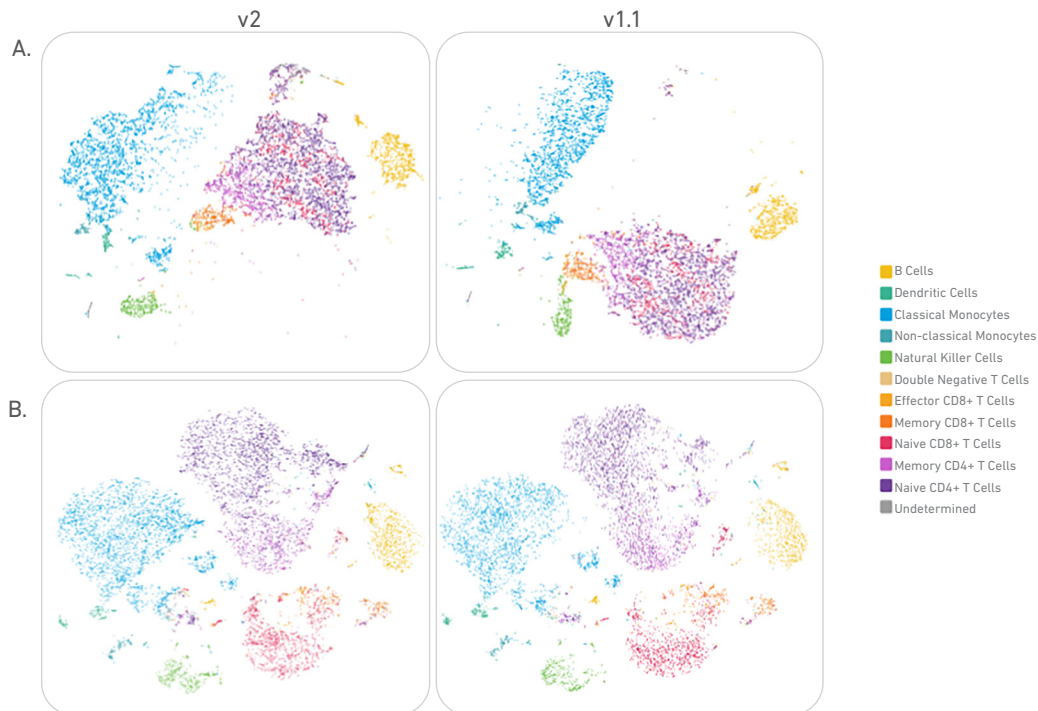 v2
v1.1
A.
B.
B Cells
Dendritic Cells
Classical Monocytes
Non-classical Monocytes
Natural Killer Cells
Double Negative T Cells
Effector CD8+ T Cells
Memory CD8+ T Cells
Naive CD8+ T Cells
Memory CD4+ T Cells
Naive CD4+ T Cells
Undetermined